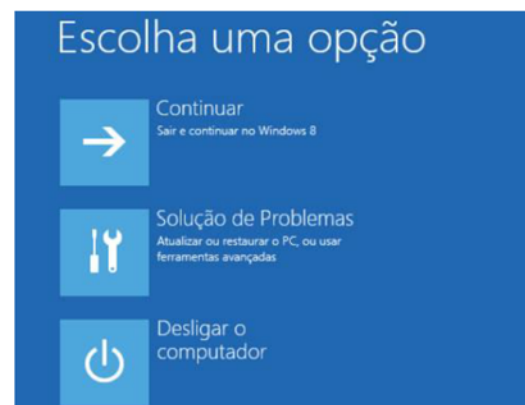 Escolha uma opção
Continuar
Sair e continuar no Windows 8
Solução de Problemas
Atualizar ou restaurar o PC, ou usar
ferramentas avançadas
Desligar o
computador